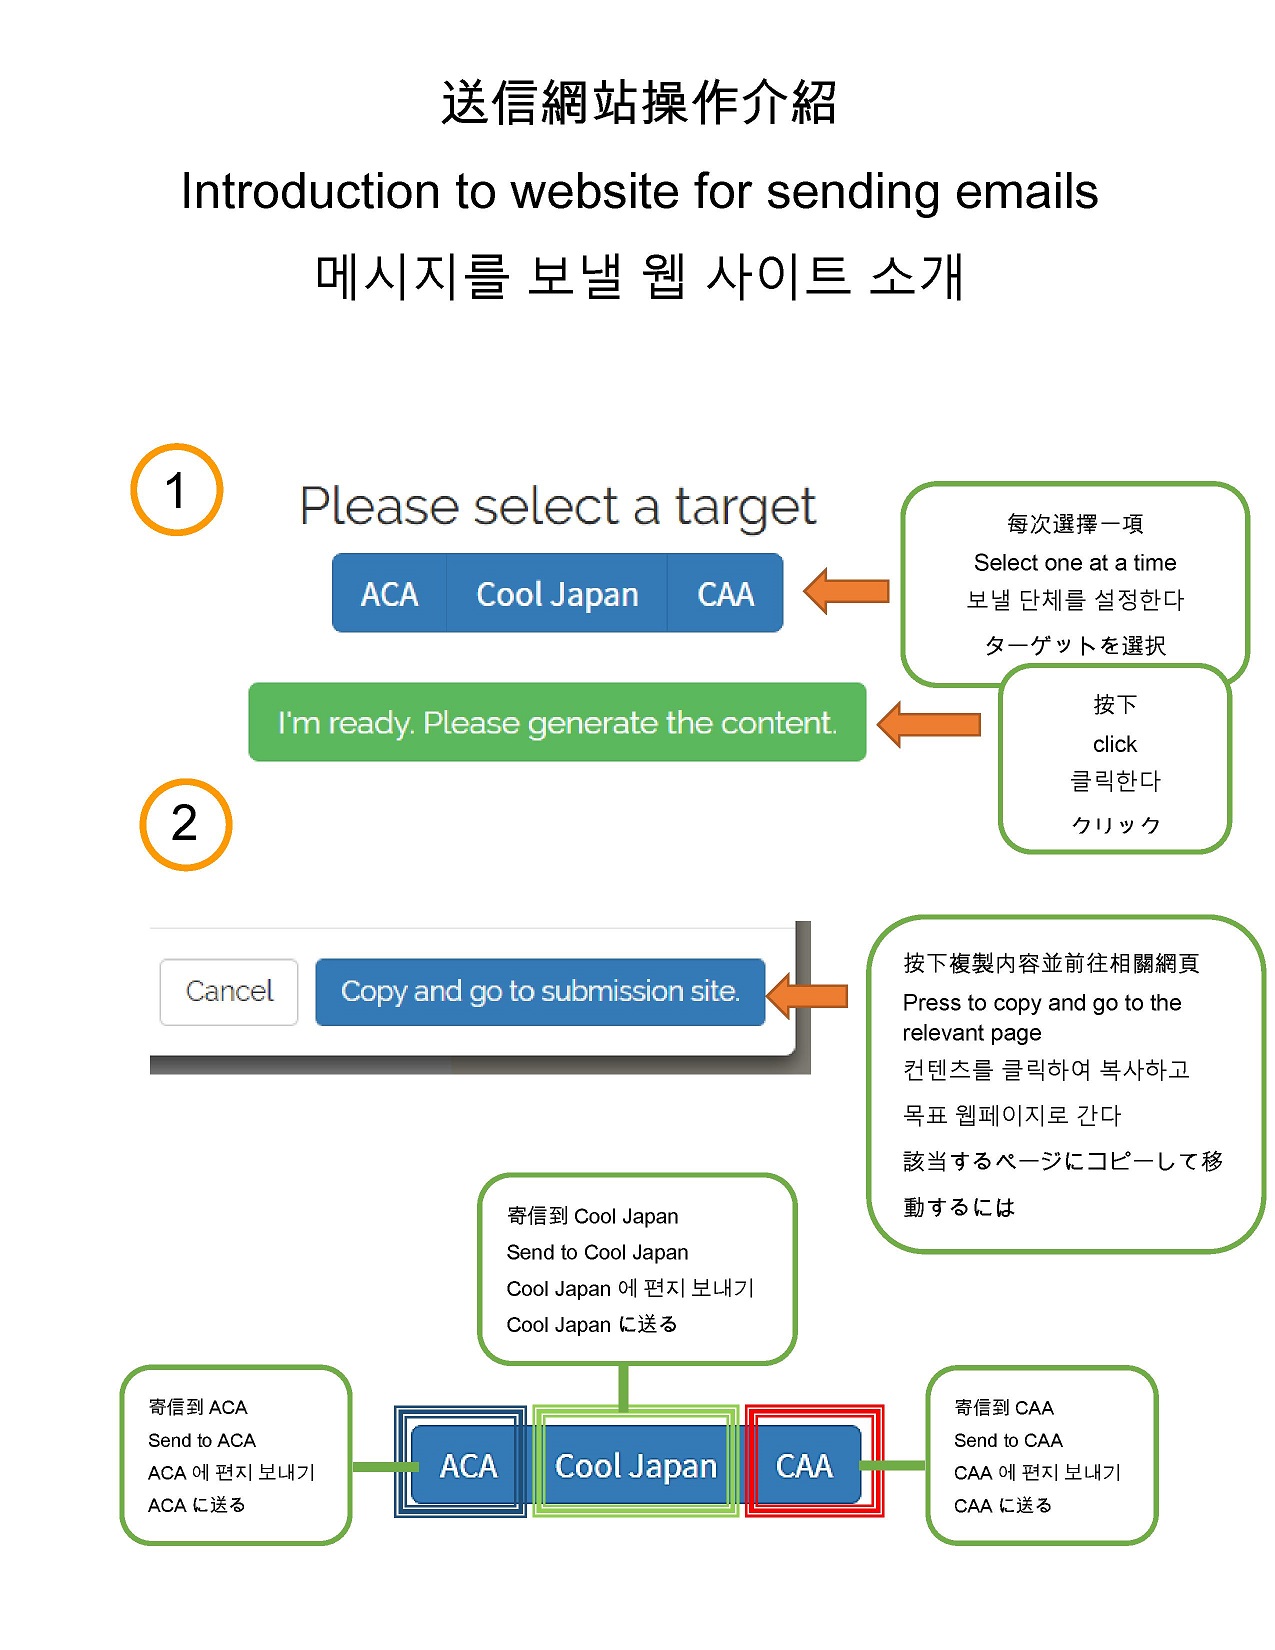 送信網站操作介紹
Introduction to website for sending emails
메시지를 보낼 웹 사이트 소개
1
Please select a target
ACA
Cool Japan
CAA
每次選擇一項
Select one at a time
보낼 단체를 설정한다
ターゲットを選択
I'm ready. Please generate the content.
按下
click
클릭한다
クリック
2
Cancel
Copy and go to submission site.
按下複製内容並前往相關網頁
Press to copy and go to the
relevant page
컨텐츠를 클릭하여 복사하고
목표 웹페이지로 간다
該当するページにコピーして移
動するには
寄信到 Cool Japan
Send to Cool Japan
Cool Japan 에 편지 보내기
Cool Japan に送る
寄信到 ACA
Send to ACA
ACA 에 편지 보내기
ACA に送る
ACA
Cool Japan
CAA
寄信到 CAA
Send to CAA
CAA 에 편지 보내기
CAA に送る